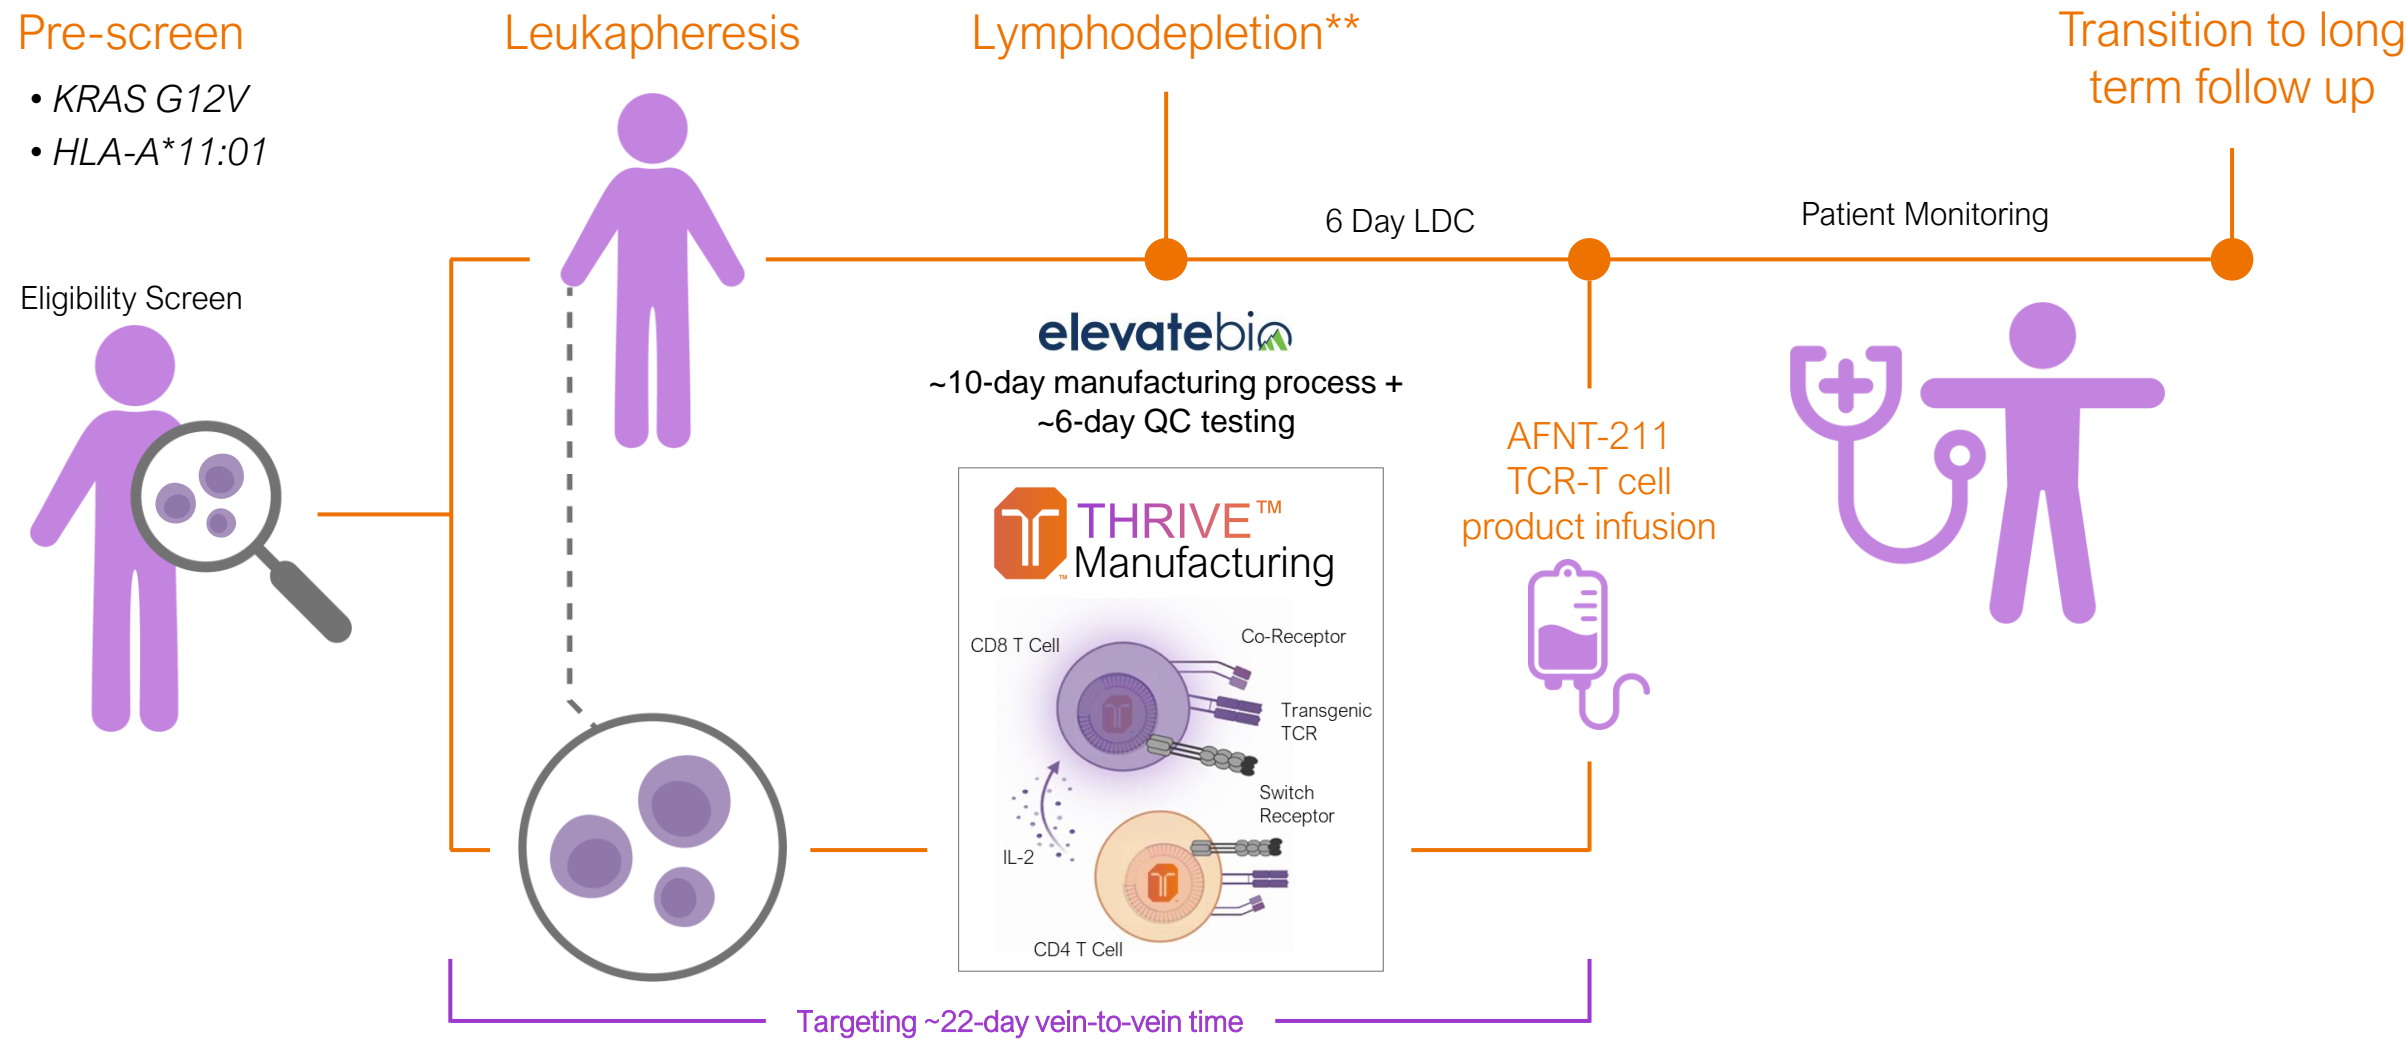 Pre-screen
• KRAS G12V
• HLA-A*11:01
Eligibility Screen
Leukapheresis
Lymphodepletion**
6 Day LDC
Patient Monitoring
Transition to long
term follow up
elevatebio
~10-day manufacturing process +
~6-day QC testing
THRIVE™
Manufacturing
CD8 T Cell
Co-Receptor
Transgenic
TCR
Switch
Receptor
IL-2
CD4 T Cell
AFNT-211
TCR-T cell
product infusion
Targeting ~22-day vein-to-vein time